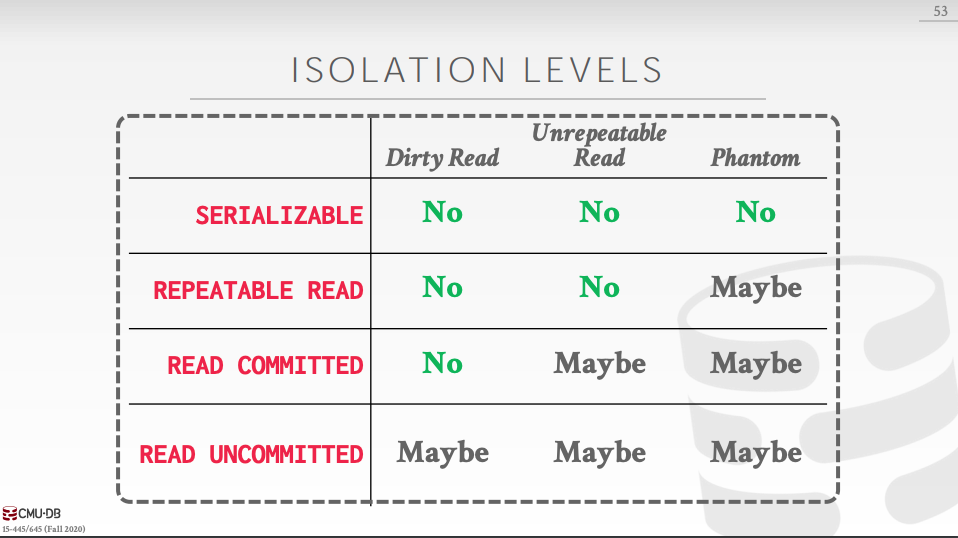 53
ISOLATION LEVELS
Unrepeatable
Dirty Read Read Phantom
SERIALIZABLE No No No
REPEATABLE READ No No Maybe
READ COMMITTED No Maybe Maybe
READ UNCOMMITTED Maybe Maybe Maybe
CMU·DB
15-445/645 (Fall 2020)